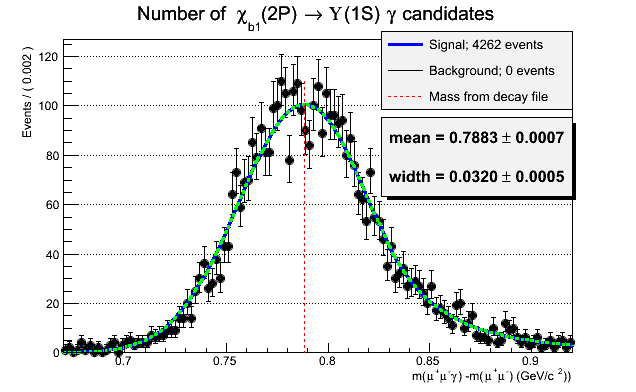 Number of χb1(2P) → Υ(1S) γ candidates
Events / ( 0.002 )
Signal; 4262 events
Background; 0 events
Mass from decay file
mean = 0.7883 ± 0.0007
width = 0.0320 ± 0.0005
120
100
80
60
40
20
0
0.7 0.75 0.8 0.85 0.9
m(μ⁺μ⁻γ) -m(μ⁺μ⁻) (GeV/c²))